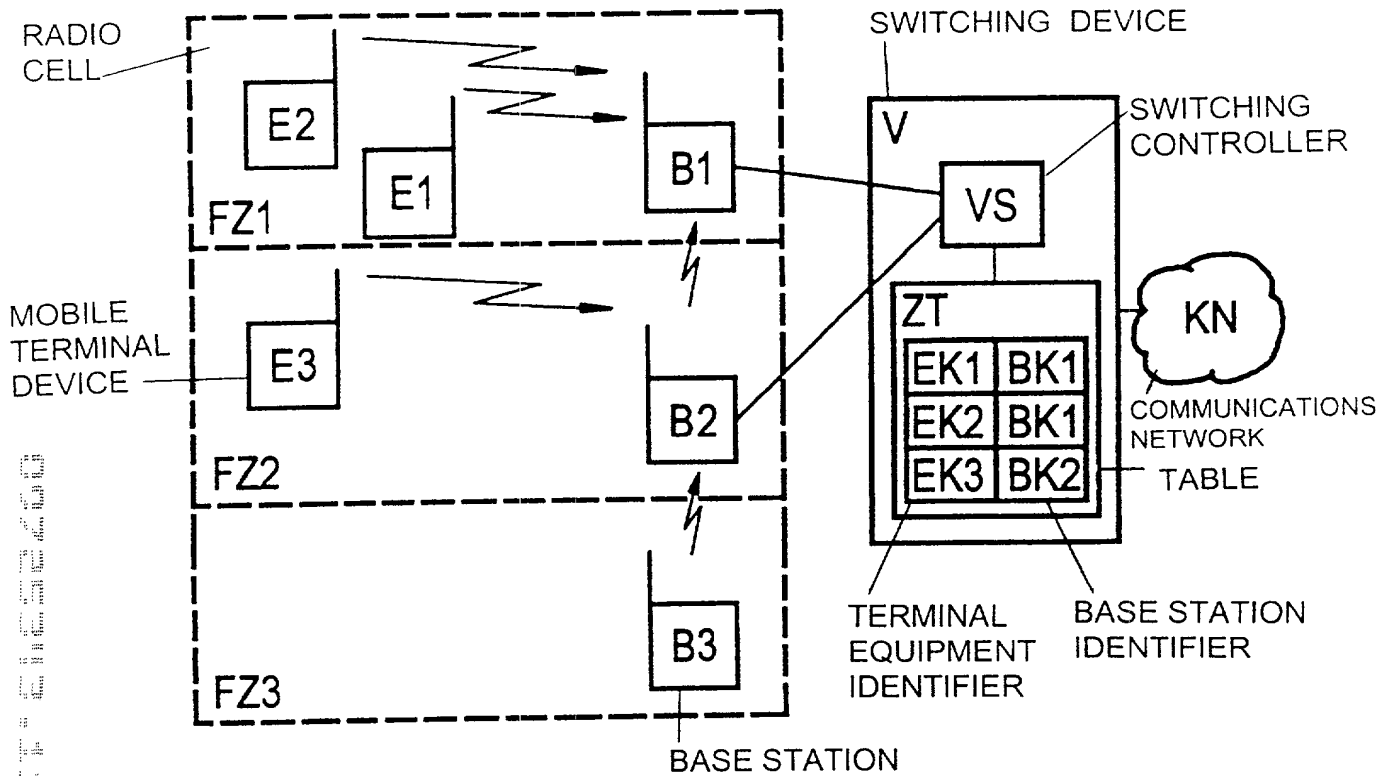 RADIO
CELL
E2
E1
B1
FZ1
MOBILE
TERMINAL
DEVICE
E3
B2
FZ2
B3
FZ3
BASE STATION
SWITCHING DEVICE
V
SWITCHING
CONTROLLER
VS
ZT
EK1 BK1
EK2 BK1
EK3 BK2
KN
COMMUNICATIONS
NETWORK
TABLE
TERMINAL
EQUIPMENT
IDENTIFIER
BASE STATION
IDENTIFIER